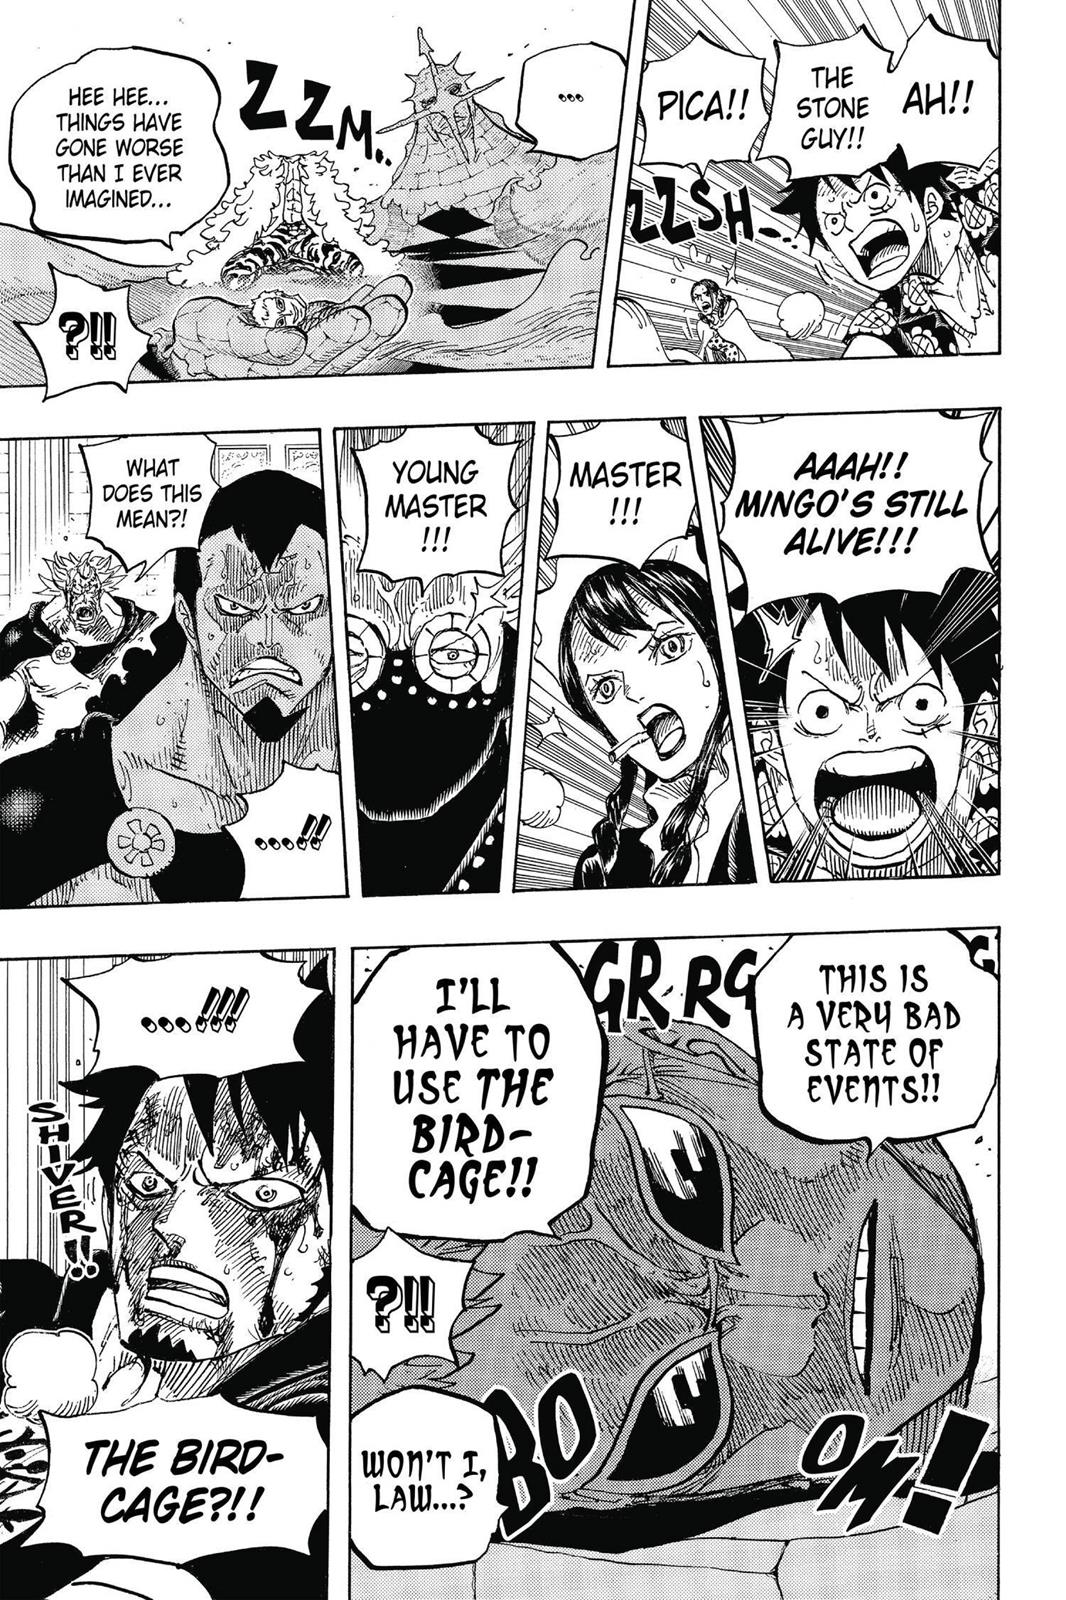 AH!!
THE
STONE
GUY!!
PICA!!
ZZSH
...
ZZM..
HEE HEE...
THINGS HAVE
GONE WORSE
THAN I EVER
IMAGINED...
?!!
AAAH!!
MINGO'S STILL
ALIVE!!!
MASTER
!!!
YOUNG
MASTER
!!!
WHAT
DOES THIS
MEAN?!
....!!
THIS IS
A VERY BAD
STATE OF
EVENTS!!
GR RG
I'LL
HAVE TO
USE THE
BIRD-
CAGE!!
?!!
WON'T I,
LAW...?
BOOM!
...!!!
SHIVER!!
THE BIRD-
CAGE?!!